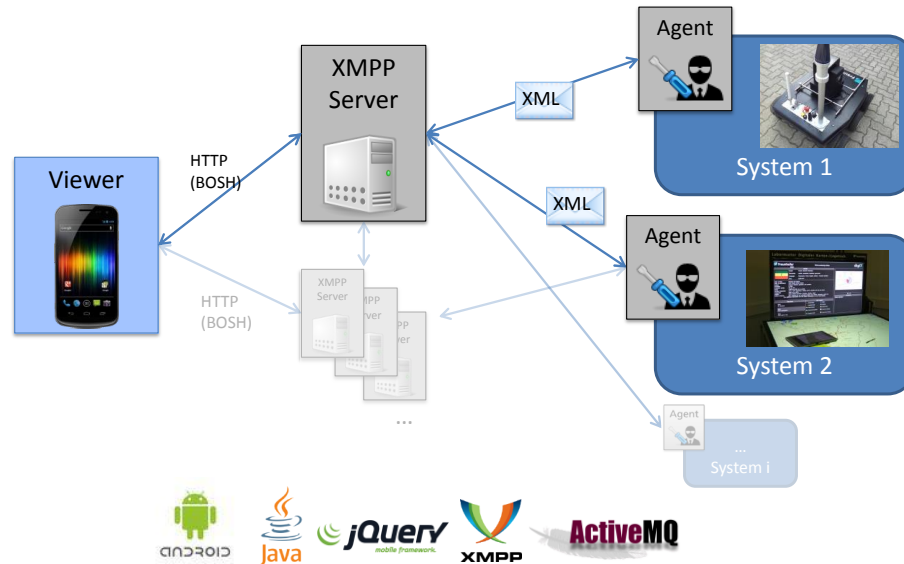 Agent
XMPP
Server
XML
System 1
HTTP
(BOSH)
Viewer
XML
Agent
HTTP
(BOSH)
XMPP
Server
XMPP
...
System 2
Agent
...
System i
ANDROID
Java
jQuery
mobile framework.
XMPP
ActiveMQ